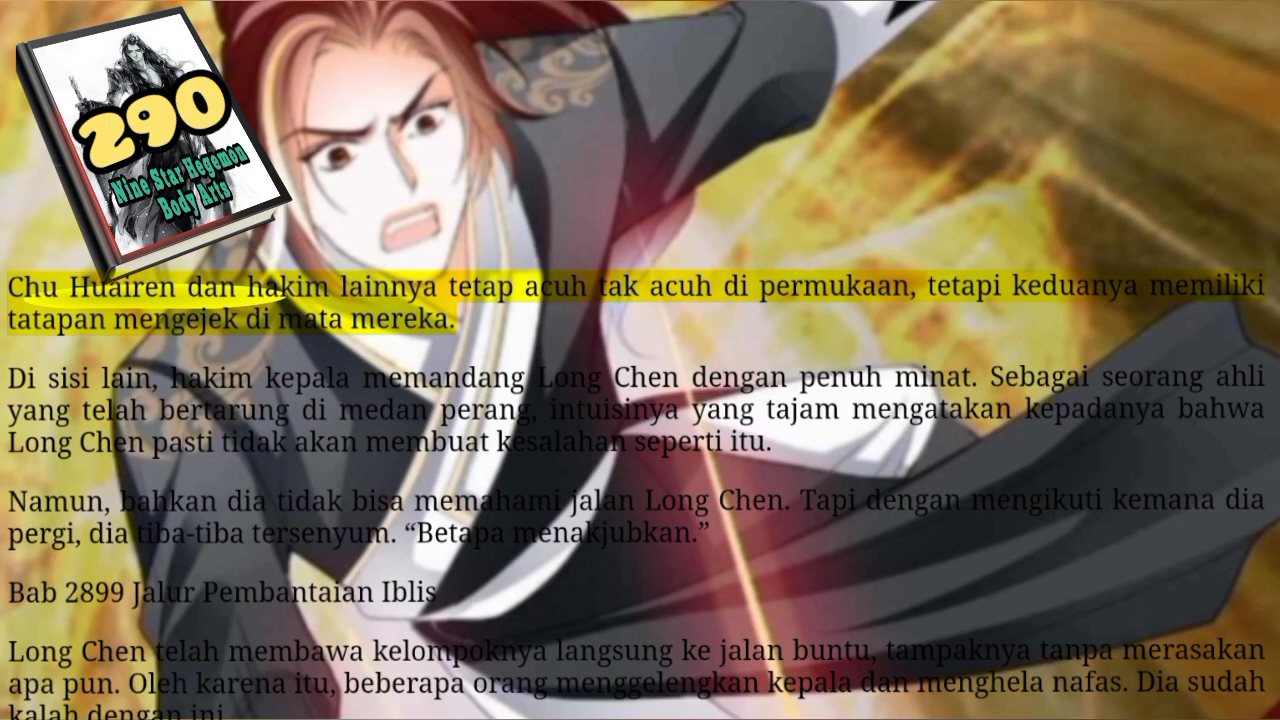 290
Nine Star Hegemon
Body Arts
Chu Huairen dan hakim lainnya tetap acuh tak acuh di permukaan, tetapi keduanya memiliki
tatapan mengejek di mata mereka.
Di sisi lain, hakim kepala memandang Long Chen dengan penuh minat. Sebagai seorang ahli
yang telah bertarung di medan perang, intuisinya yang tajam mengatakan kepadanya bahwa
Long Chen pasti tidak akan membuat kesalahan seperti itu.
Namun, bahkan dia tidak bisa memahami jalan Long Chen. Tapi dengan mengikuti kemana dia
pergi, dia tiba-tiba tersenyum. “Betapa menakjubkan.”
Bab 2899 Jalur Pembantaian Iblis
Long Chen telah membawa kelompoknya langsung ke jalan buntu, tampaknya tanpa merasakan
apa pun. Oleh karena itu, beberapa orang menggelengkan kepala dan menghela nafas. Dia sudah
kalah dengan ini